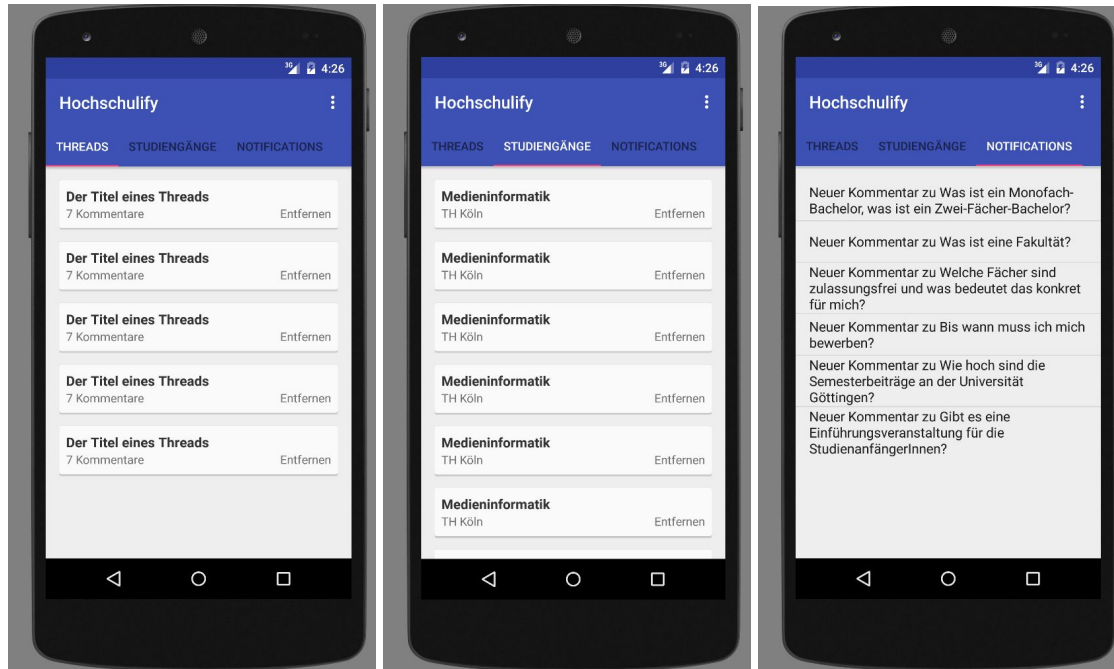 3G 4:26
Hochschulify
THREADS STUDIENGÄNGE NOTIFICATIONS
Der Titel eines Threads
7 Kommentare Entfernen
Der Titel eines Threads
7 Kommentare Entfernen
Der Titel eines Threads
7 Kommentare Entfernen
Der Titel eines Threads
7 Kommentare Entfernen
Der Titel eines Threads
7 Kommentare Entfernen
3G 4:26
Hochschulify
THREADS STUDIENGÄNGE NOTIFICATIONS
Medieninformatik
TH Köln Entfernen
Medieninformatik
TH Köln Entfernen
Medieninformatik
TH Köln Entfernen
Medieninformatik
TH Köln Entfernen
Medieninformatik
TH Köln Entfernen
Medieninformatik
TH Köln Entfernen
3G 4:26
Hochschulify
THREADS STUDIENGÄNGE NOTIFICATIONS
Neuer Kommentar zu Was ist ein Monofach-
Bachelor, was ist ein Zwei-Fächer-Bachelor?
Neuer Kommentar zu Was ist eine Fakultät?
Neuer Kommentar zu Welche Fächer sind
zulassungsfrei und was bedeutet das konkret
für mich?
Neuer Kommentar zu Bis wann muss ich mich
bewerben?
Neuer Kommentar zu Wie hoch sind die
Semesterbeiträge an der Universität
Göttingen?
Neuer Kommentar zu Gibt es eine
Einführungsveranstaltung für die
StudienanfängerInnen?